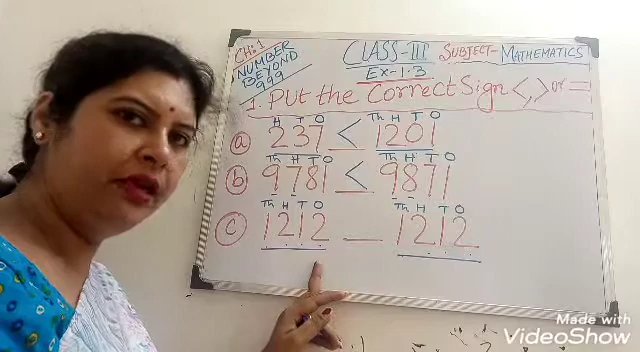 CH:1
NUMBER
BEYOND
999
CLASS-III SUBJECT-MATHEMATICS
Ex-1.3
1. Put the Correct Sign <, > or =
H T O Th H T O
a 237 < 1201
Th H T O Th H T O
b 9781 < 9871
Th H T O Th H T O
c 1212 __ 1212
Made with
VideoShow